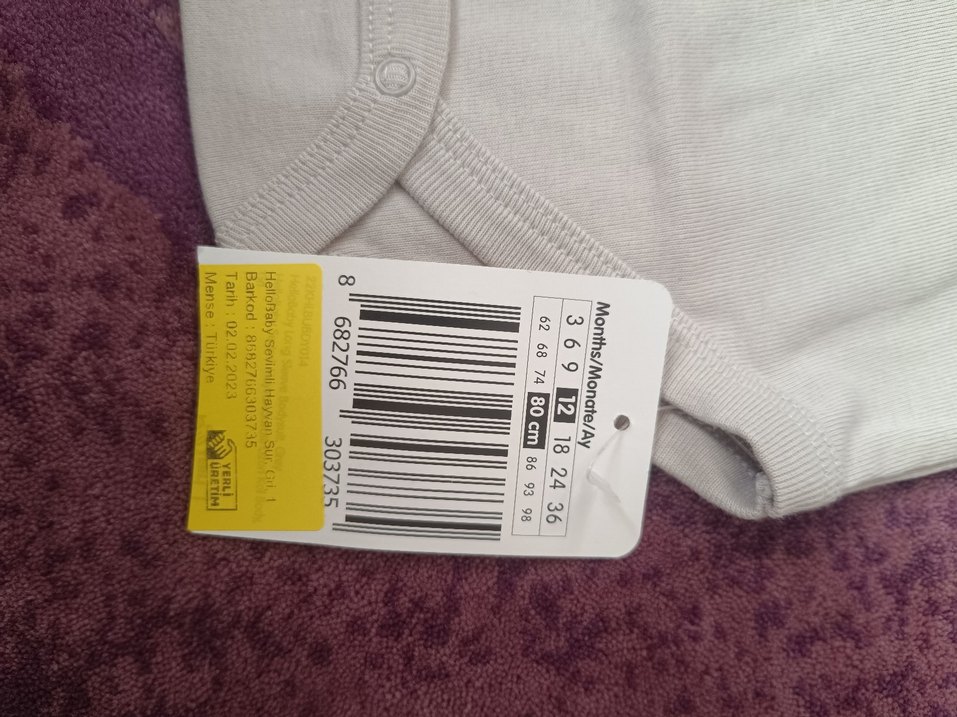 Months/Monate/Ay
3 6 9 12 18 24 36
62 68 74 80 cm 86 93 98
8 682766 303735
HelloBaby Sevimli Hayvan Sur, Gri, 1
Barkod : 8682766303735
Tarih : 02.02.2023
Mense : Türkiye
YERLİ
ÜRETİM